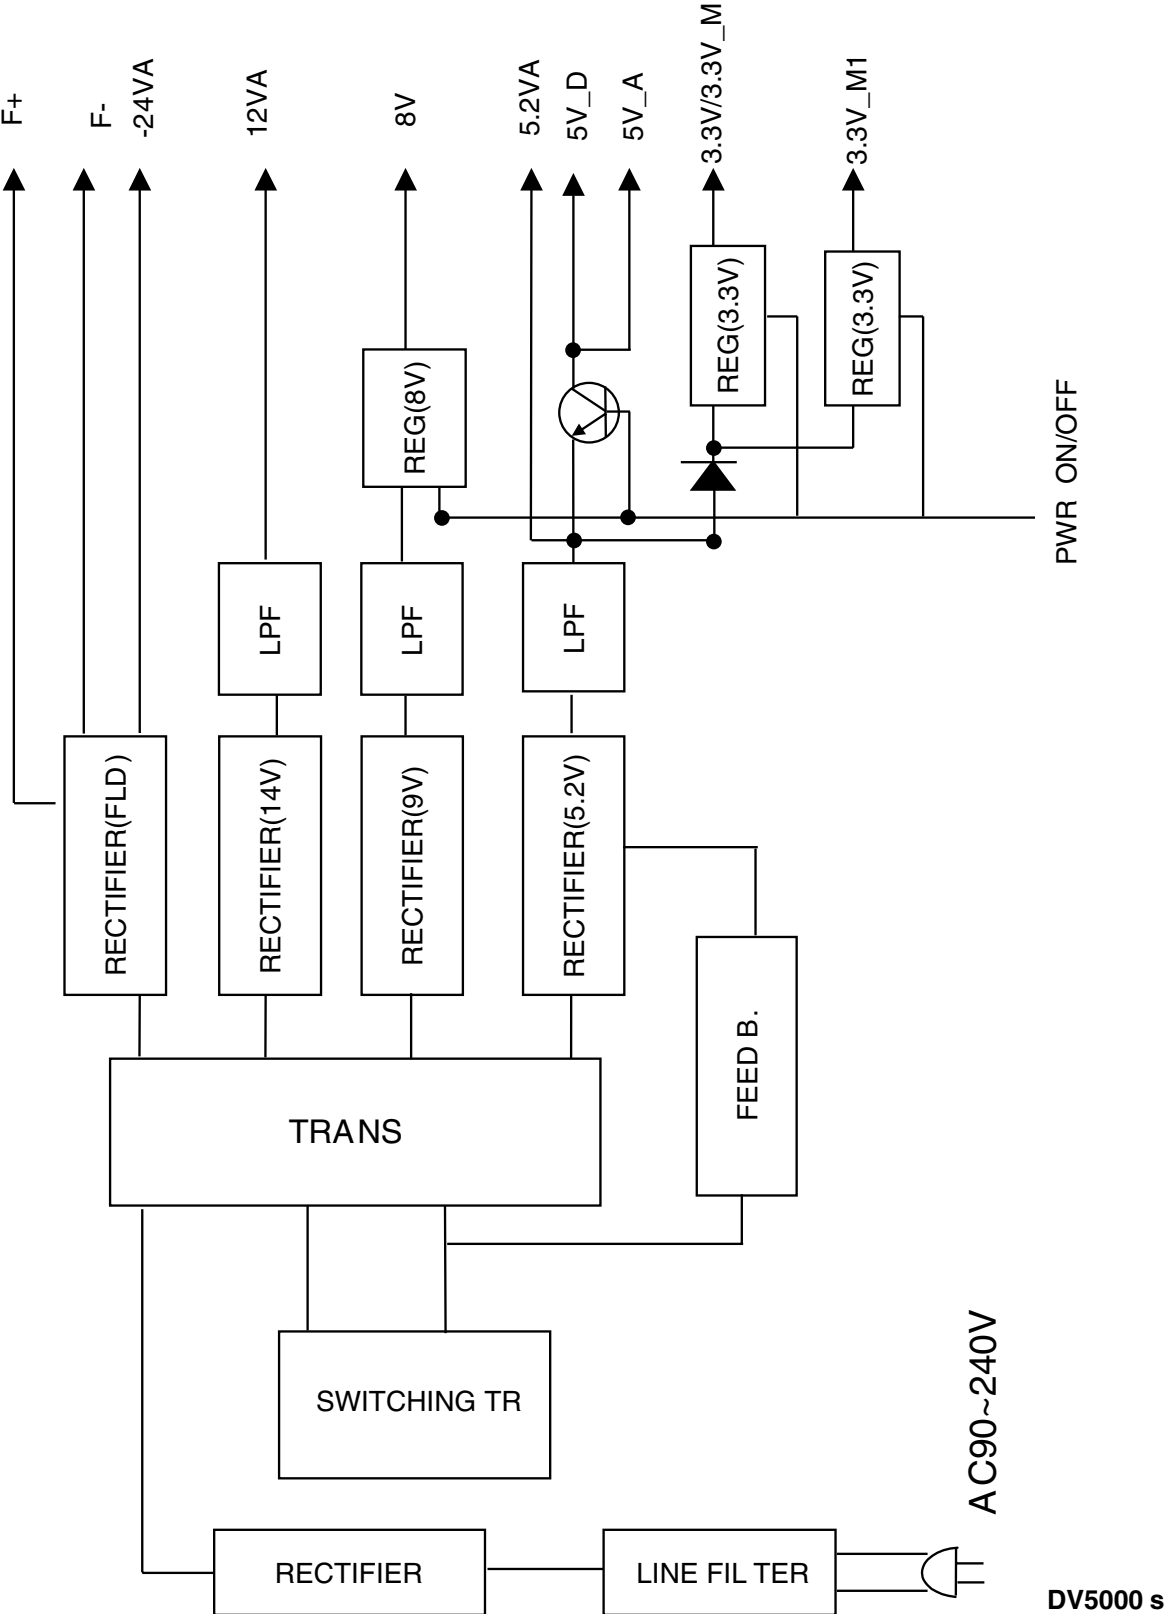 F+
F-
-24VA
12VA
8V
5.2VA
5V_D
5V_A
3.3V/3.3V_M
3.3V_M1
REG(8V)
REG(3.3V)
REG(3.3V)
PWR ON/OFF
LPF
LPF
LPF
RECTIFIER(FLD)
RECTIFIER(14V)
RECTIFIER(9V)
RECTIFIER(5.2V)
FEED B.
TRANS
SWITCHING TR
AC90~240V
RECTIFIER
LINE FILTER
DV5000 s